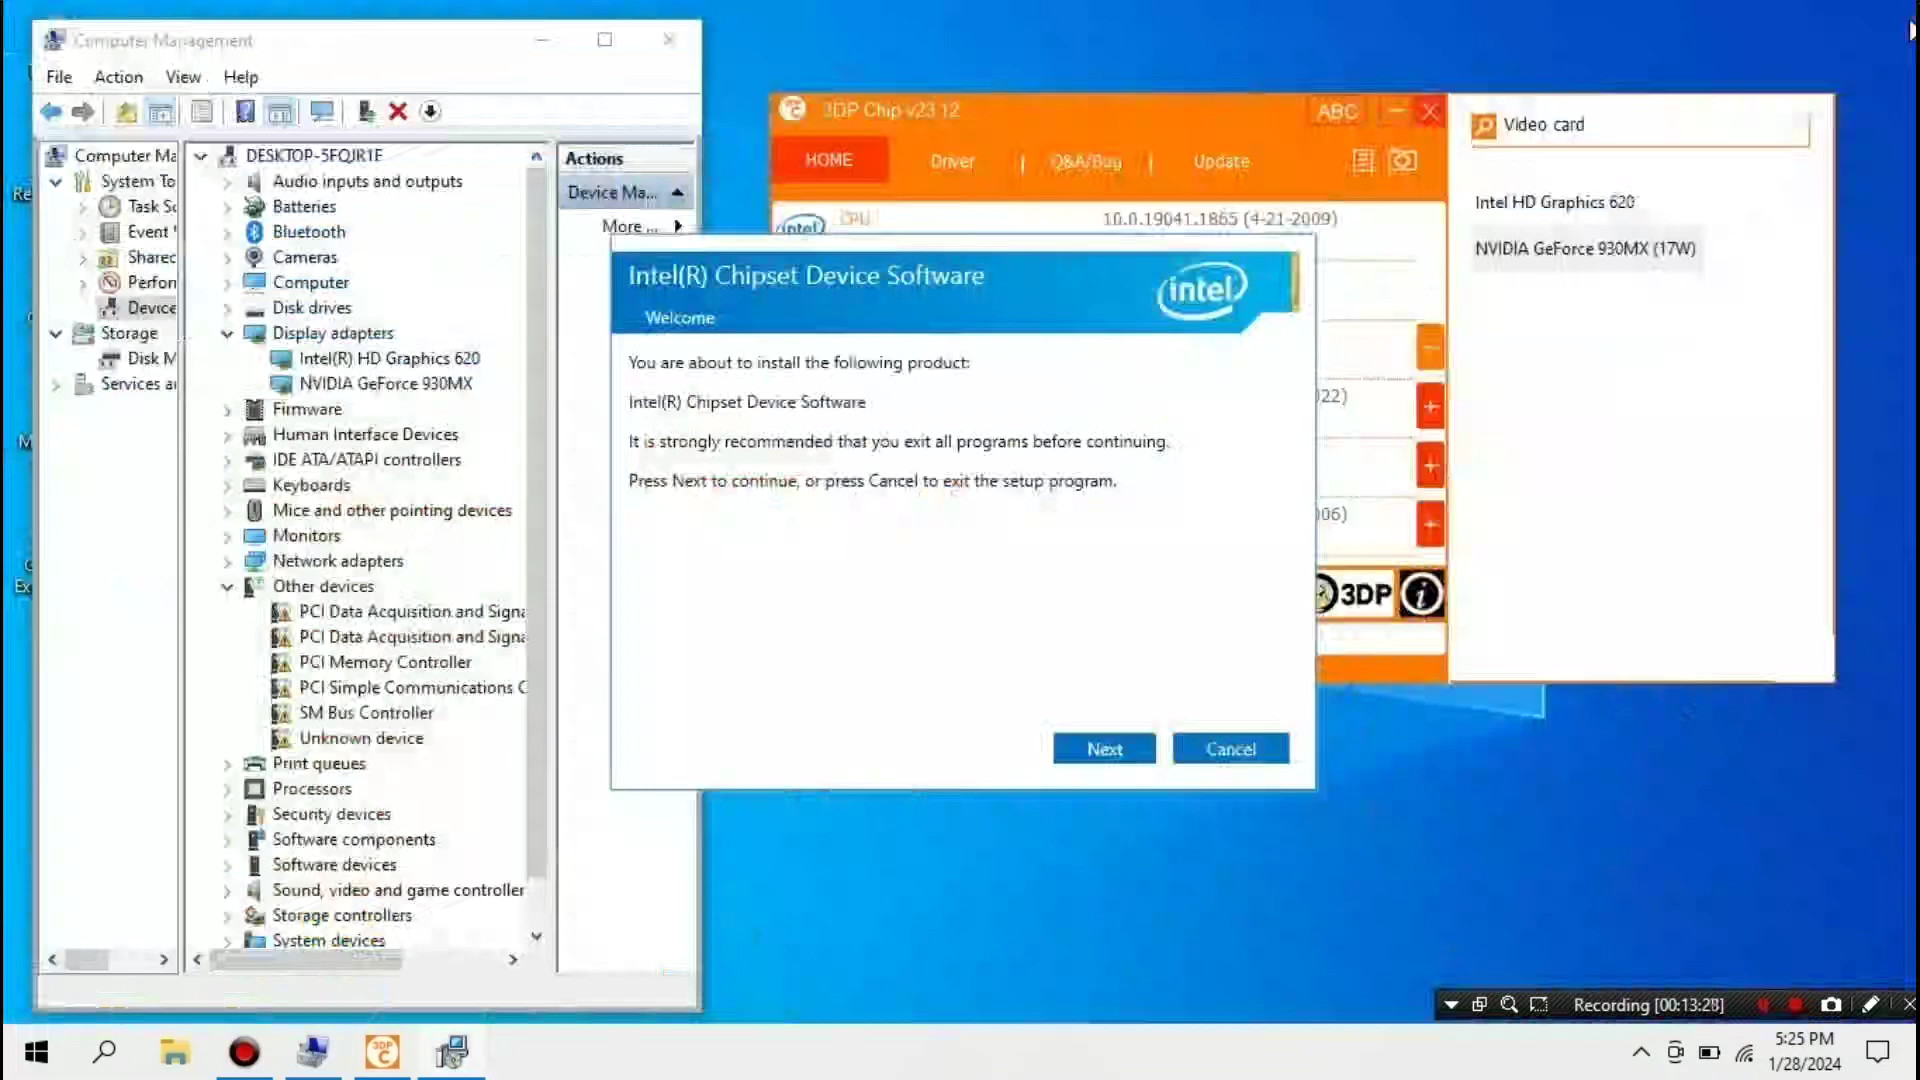 Computer Management
File Action View Help
Computer Ma
System To
Task Sc
Event
Shared
Perfor
Device
Storage
Disk M
Services a
DESKTOP-5FQJR1F
Audio inputs and outputs
Batteries
Bluetooth
Cameras
Computer
Disk drives
Display adapters
Intel(R) HD Graphics 620
NVIDIA GeForce 930MX
Firmware
Human Interface Devices
IDE ATA/ATAPI controllers
Keyboards
Mice and other pointing devices
Monitors
Network adapters
Other devices
PCI Data Acquisition and Signa
PCI Data Acquisition and Signa
PCI Memory Controller
PCI Simple Communications C
SM Bus Controller
Unknown device
Print queues
Processors
Security devices
Software components
Software devices
Sound, video and game controller
Storage controllers
System devices
Actions
Device Ma...
More ...
3DP Chip v23.12
ABC
HOME Driver | Q&A/Bug | Update
intel CPU 10.0.19041.1865 (4-21-2009)
022)
006)
3DP
Intel(R) Chipset Device Software
intel
Welcome
You are about to install the following product:
Intel(R) Chipset Device Software
It is strongly recommended that you exit all programs before continuing.
Press Next to continue, or press Cancel to exit the setup program.
Next Cancel
Video card
Intel HD Graphics 620
NVIDIA GeForce 930MX (17W)
Re
M
Ex
Recording [00:13:28]
3DP
C
5:25 PM
1/28/2024